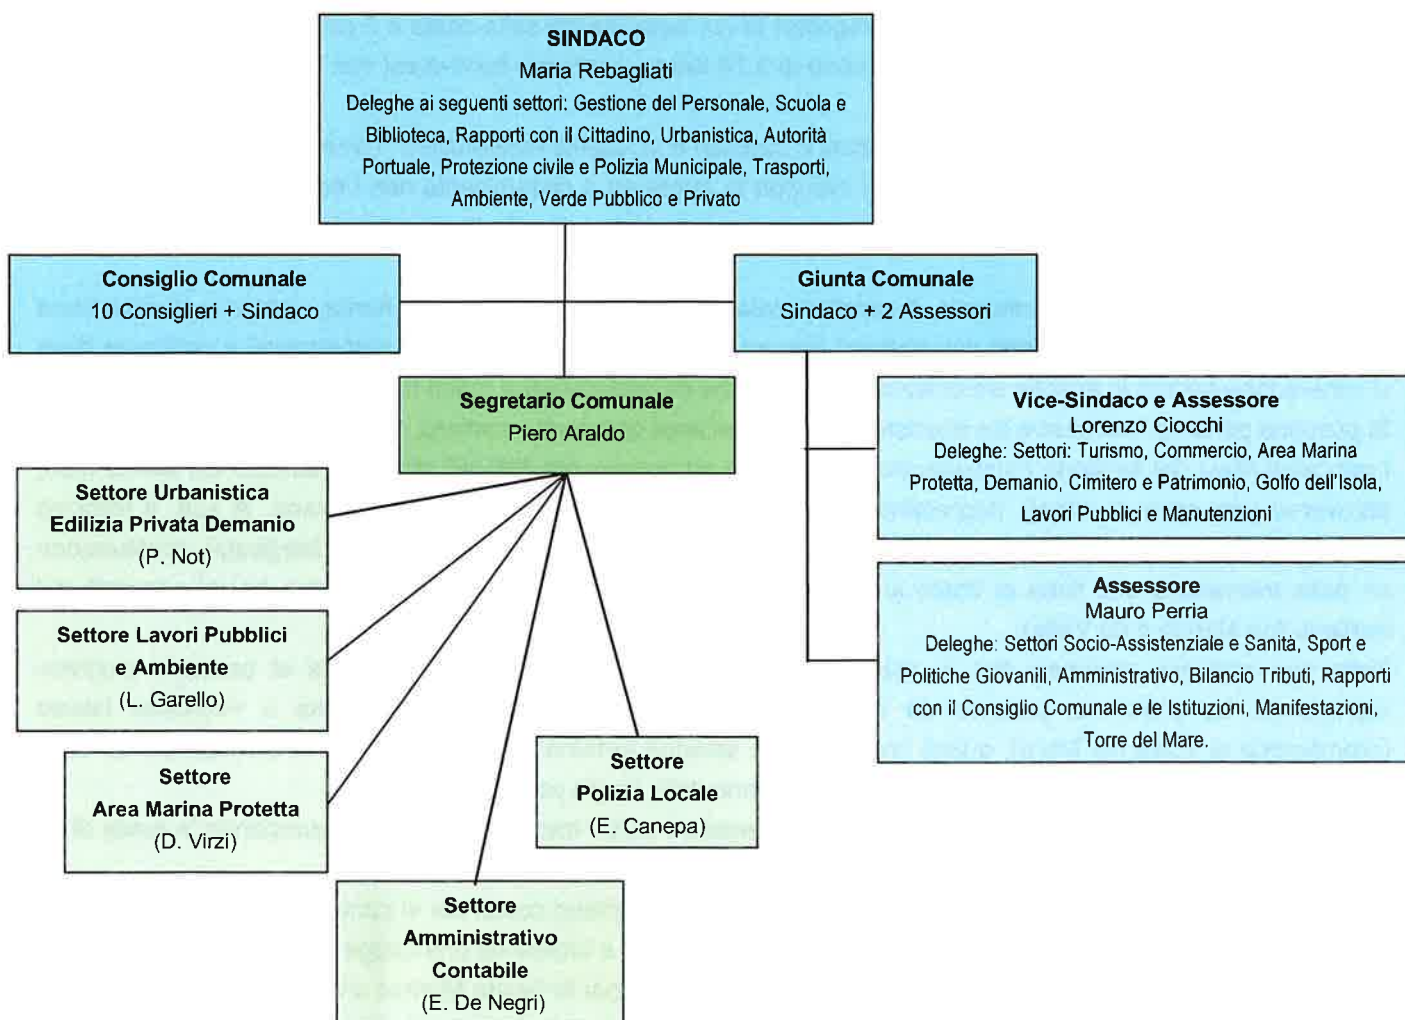 SINDACO
Maria Rebagliati
Deleghe ai seguenti settori: Gestione del Personale, Scuola e
Biblioteca, Rapporti con il Cittadino, Urbanistica, Autorità
Portuale, Protezione civile e Polizia Municipale, Trasporti,
Ambiente, Verde Pubblico e Privato
Consiglio Comunale
10 Consiglieri + Sindaco
Giunta Comunale
Sindaco + 2 Assessori
Segretario Comunale
Piero Araldo
Vice-Sindaco e Assessore
Lorenzo Ciocchi
Deleghe: Settori: Turismo, Commercio, Area Marina
Protetta, Demanio, Cimitero e Patrimonio, Golfo dell'Isola,
Lavori Pubblici e Manutenzioni
Assessore
Mauro Perria
Deleghe: Settori Socio-Assistenziale e Sanità, Sport e
Politiche Giovanili, Amministrativo, Bilancio Tributi, Rapporti
con il Consiglio Comunale e le Istituzioni, Manifestazioni,
Torre del Mare.
Settore Urbanistica
Edilizia Privata Demanio
(P. Not)
Settore Lavori Pubblici
e Ambiente
(L. Garello)
Settore
Area Marina Protetta
(D. Virzi)
Settore
Polizia Locale
(E. Canepa)
Settore
Amministrativo
Contabile
(E. De Negri)